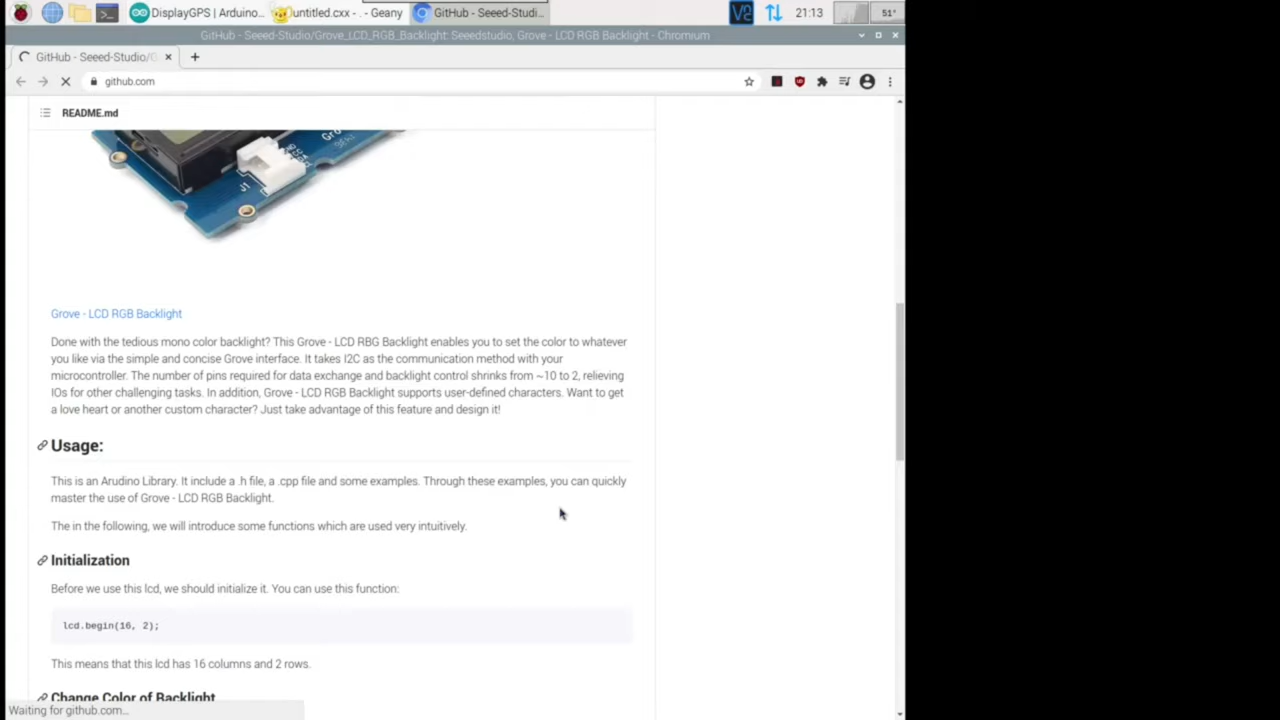 DisplayGPS | Arduino...
untitled.cxx - . - Geany
GitHub - Seeed-Studi...
21:13
51°
GitHub - Seeed-Studio/Grove_LCD_RGB_Backlight: Seeedstudio, Grove - LCD RGB Backlight - Chromium
GitHub - Seeed-Studio/G
github.com
README.md
J1
Grove - LCD RGB Backlight
Done with the tedious mono color backlight? This Grove - LCD RBG Backlight enables you to set the color to whatever
you like via the simple and concise Grove interface. It takes I2C as the communication method with your
microcontroller. The number of pins required for data exchange and backlight control shrinks from ~10 to 2, relieving
IOs for other challenging tasks. In addition, Grove - LCD RGB Backlight supports user-defined characters. Want to get
a love heart or another custom character? Just take advantage of this feature and design it!
Usage:
This is an Arudino Library. It include a .h file, a .cpp file and some examples. Through these examples, you can quickly
master the use of Grove - LCD RGB Backlight.
The in the following, we will introduce some functions which are used very intuitively.
Initialization
Before we use this lcd, we should initialize it. You can use this function:
lcd.begin(16, 2);
This means that this lcd has 16 columns and 2 rows.
Change Color of Backlight
Waiting for github.com...